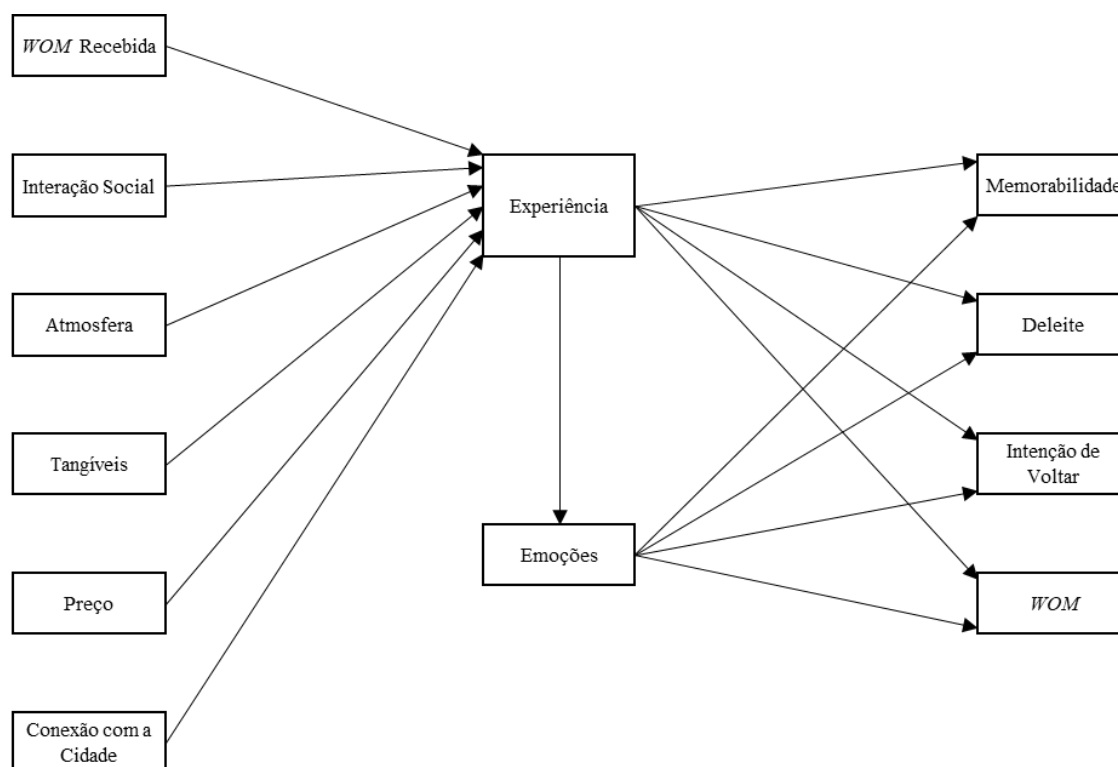 WOM Recebida
Interação Social
Atmosfera
Tangíveis
Preço
Conexão com a
Cidade
Experiência
Emoções
Memorabilidade
Deleite
Intenção de
Voltar
WOM